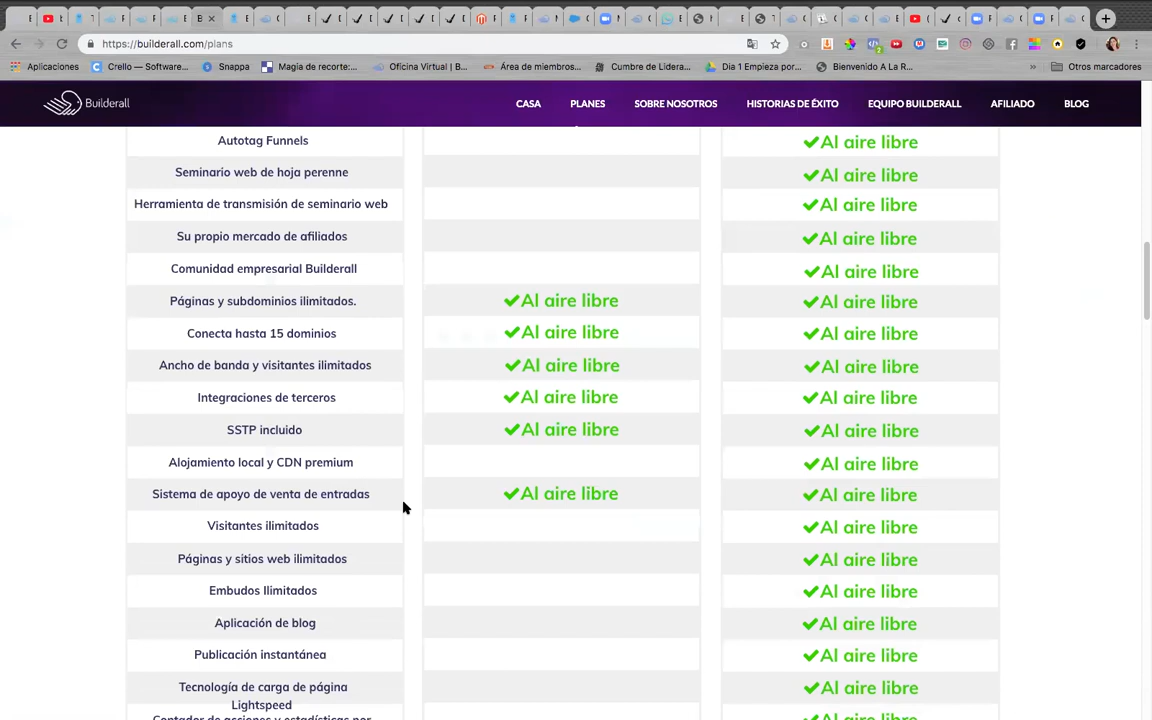 https://builderall.com/plans
Aplicaciones
Crello — Software...
Snappa
Magia de recorte:...
Oficina Virtual | B...
Área de miembros...
Cumbre de Lidera...
Dia 1 Empieza por...
Bienvenido A La R...
»
Otros marcadores
Builderall
CASA
PLANES
SOBRE NOSOTROS
HISTORIAS DE ÉXITO
EQUIPO BUILDERALL
AFILIADO
BLOG
Autotag Funnels ✔Al aire libre
Seminario web de hoja perenne ✔Al aire libre
Herramienta de transmisión de seminario web ✔Al aire libre
Su propio mercado de afiliados ✔Al aire libre
Comunidad empresarial Builderall ✔Al aire libre
Páginas y subdominios ilimitados. ✔Al aire libre ✔Al aire libre
Conecta hasta 15 dominios ✔Al aire libre ✔Al aire libre
Ancho de banda y visitantes ilimitados ✔Al aire libre ✔Al aire libre
Integraciones de terceros ✔Al aire libre ✔Al aire libre
SSTP incluido ✔Al aire libre ✔Al aire libre
Alojamiento local y CDN premium ✔Al aire libre
Sistema de apoyo de venta de entradas ✔Al aire libre ✔Al aire libre
Visitantes ilimitados ✔Al aire libre
Páginas y sitios web ilimitados ✔Al aire libre
Embudos Ilimitados ✔Al aire libre
Aplicación de blog ✔Al aire libre
Publicación instantánea ✔Al aire libre
Tecnología de carga de página ✔Al aire libre
Lightspeed
Contador de acciones y estadísticas por ✔Al aire libre